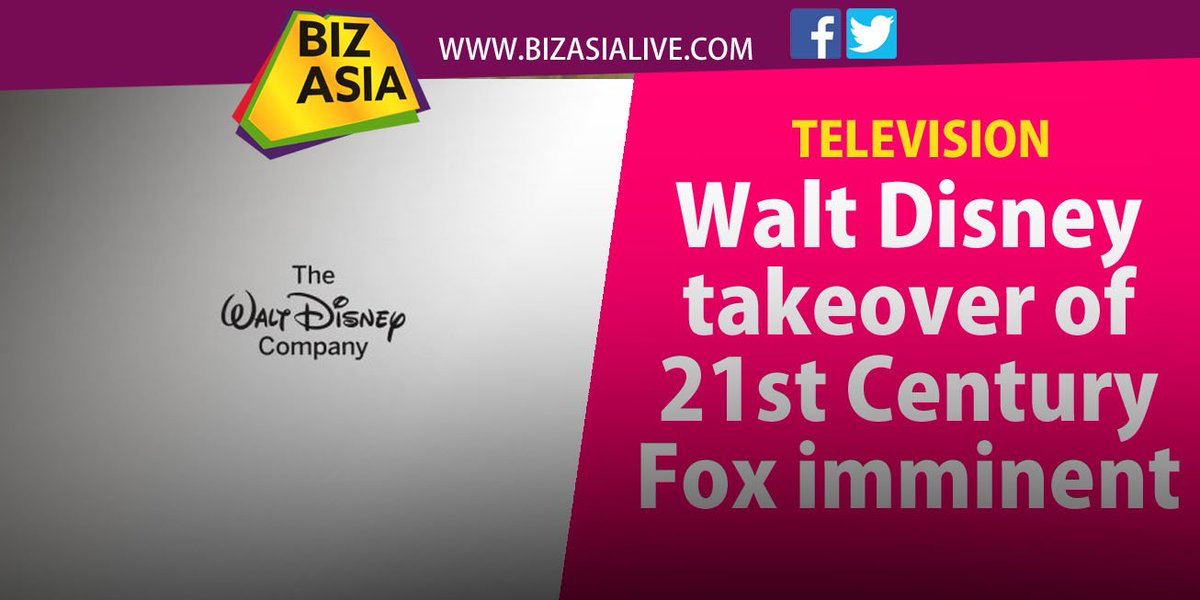 BIZ
ASIA
WWW.BIZASIALIVE.COM
The
WALT DISNEY
Company
TELEVISION
Walt Disney
takeover of
21st Century
Fox imminent